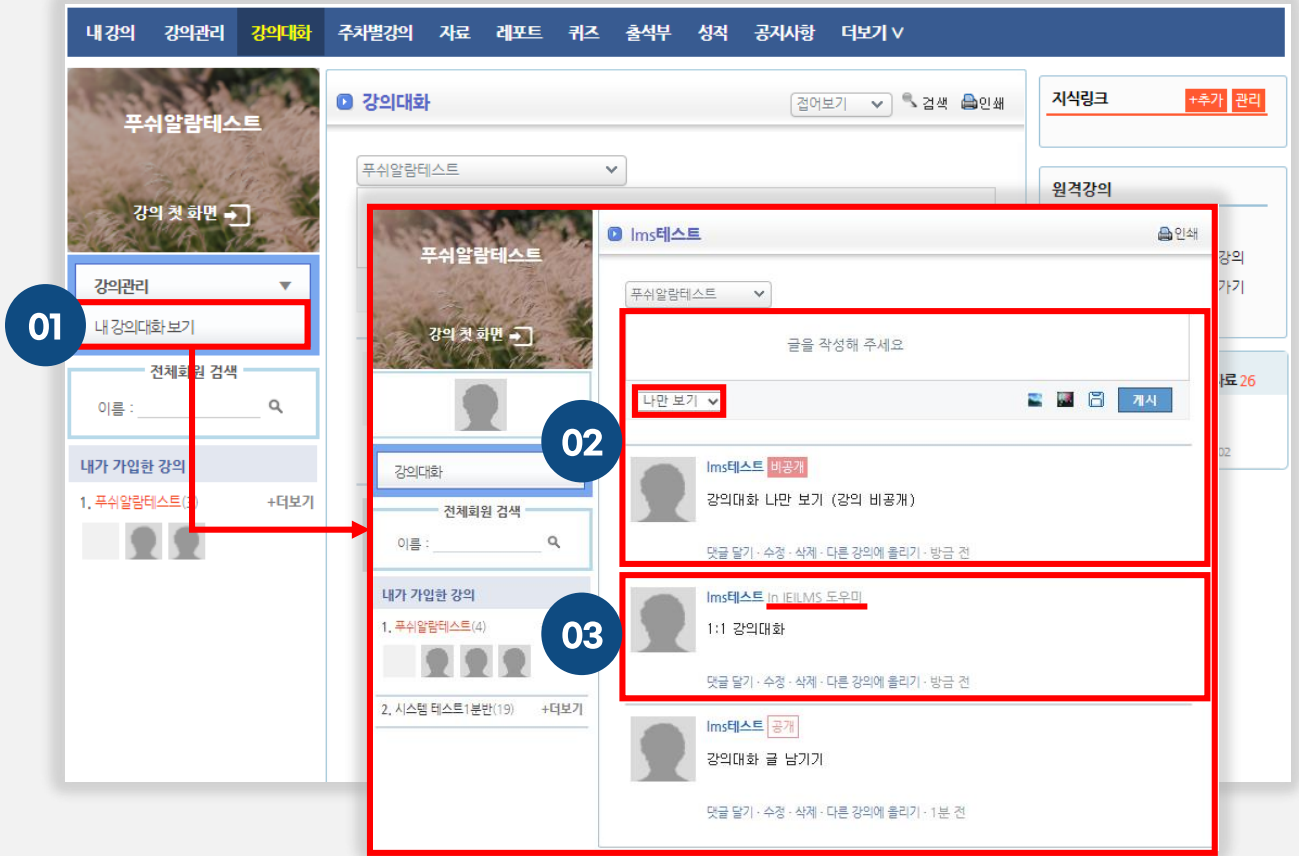 내강의 강의관리 강의대화 주차별강의 자료 레포트 퀴즈 출석부 성적 공지사항 더보기 ∨
푸쉬알람테스트
강의 첫 화면
강의대화
접어보기 검색 인쇄
푸쉬알람테스트
지식링크 +추가 관리
원격강의
강의
가기
료 26
02
01
강의관리 ▼
내 강의대화 보기
전체회원 검색
이름 :
내가 가입한 강의
1. 푸쉬알람테스트 +더보기
푸쉬알람테스트
강의 첫 화면
강의대화
전체회원 검색
이름 :
내가 가입한 강의
1. 푸쉬알람테스트(4)
2. 시스템 테스트1분반(19) +더보기
lms테스트
인쇄
푸쉬알람테스트
글을 작성해 주세요
나만 보기
게시
02
lms테스트 비공개
강의대화 나만 보기 (강의 비공개)
댓글 달기 · 수정 · 삭제 · 다른 강의에 올리기 · 방금 전
03
lms테스트 In IEILMS 도우미
1:1 강의대화
댓글 달기 · 수정 · 삭제 · 다른 강의에 올리기 · 방금 전
lms테스트 공개
강의대화 글 남기기
댓글 달기 · 수정 · 삭제 · 다른 강의에 올리기 · 1분 전